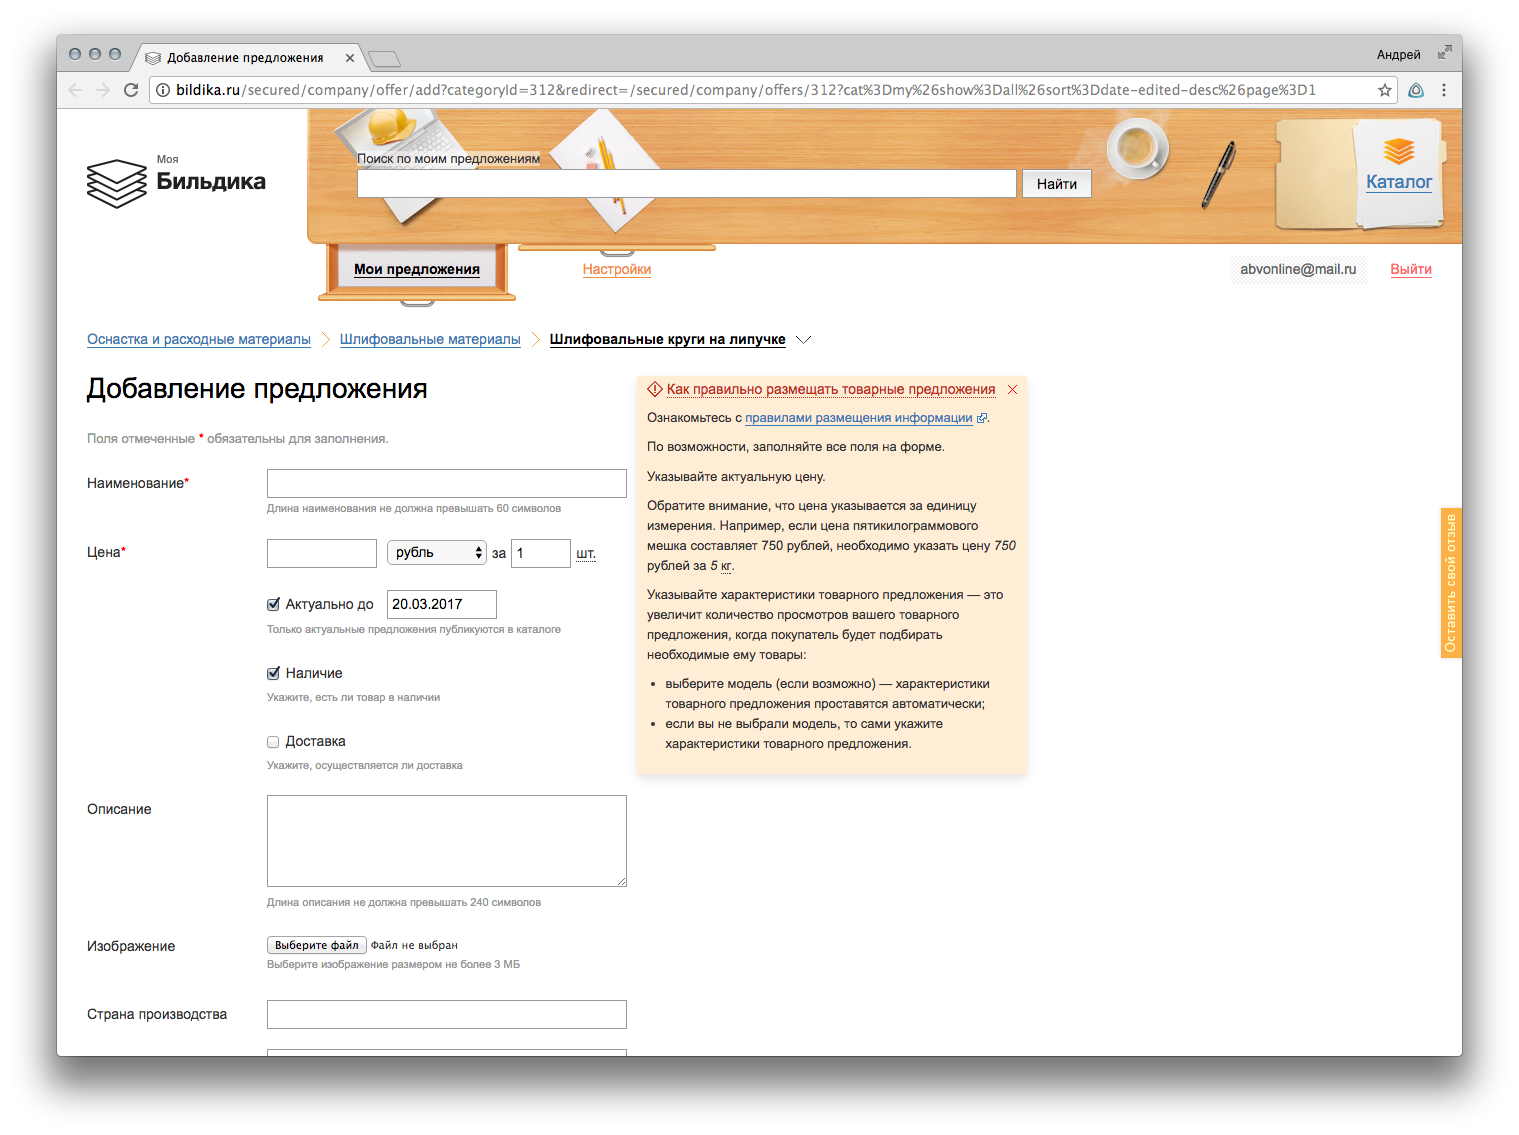 Добавление предложения
Андрей
bildika.ru/secured/company/offer/add?categoryId=312&redirect=/secured/company/offers/312?cat%3Dmy%26show%3Dall%26sort%3Ddate-edited-desc%26page%3D1
Моя
Бильдика
Поиск по моим предложениям
Найти
Каталог
Мои предложения
Настройки
abvonline@mail.ru
Выйти
Оснастка и расходные материалы
Шлифовальные материалы
Шлифовальные круги на липучке
Добавление предложения
Поля отмеченные * обязательны для заполнения.
Наименование*
Длина наименования не должна превышать 60 символов
Цена*
рубль
за
1
шт.
Актуально до
20.03.2017
Только актуальные предложения публикуются в каталоге
Наличие
Укажите, есть ли товар в наличии
Доставка
Укажите, осуществляется ли доставка
Описание
Длина описания не должна превышать 240 символов
Изображение
Выберите файл
Файл не выбран
Выберите изображение размером не более 3 МБ
Страна производства
Как правильно размещать товарные предложения
Ознакомьтесь с правилами размещения информации.
По возможности, заполняйте все поля на форме.
Указывайте актуальную цену.
Обратите внимание, что цена указывается за единицу
измерения. Например, если цена пятикилограммового
мешка составляет 750 рублей, необходимо указать цену 750
рублей за 5 кг.
Указывайте характеристики товарного предложения — это
увеличит количество просмотров вашего товарного
предложения, когда покупатель будет подбирать
необходимые ему товары:
• выберите модель (если возможно) — характеристики
товарного предложения проставятся автоматически;
• если вы не выбрали модель, то сами укажите
характеристики товарного предложения.
Оставить свой отзыв